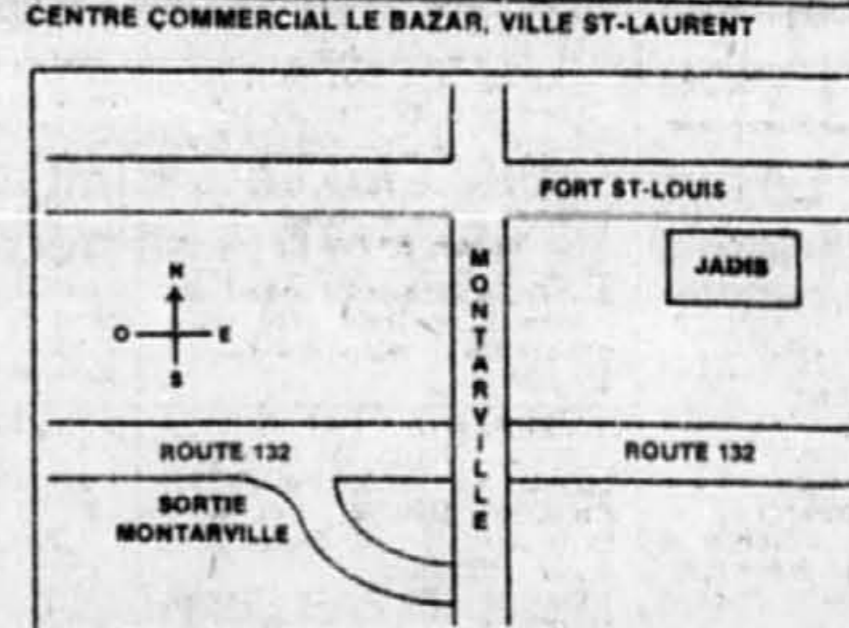 CENTRE COMMERCIAL LE BAZAR, VILLE ST-LAURENT
FORT ST-LOUIS
JADIS
MONTARVILLE
N
O E
S
ROUTE 132
ROUTE 132
SORTIE
MONTARVILLE